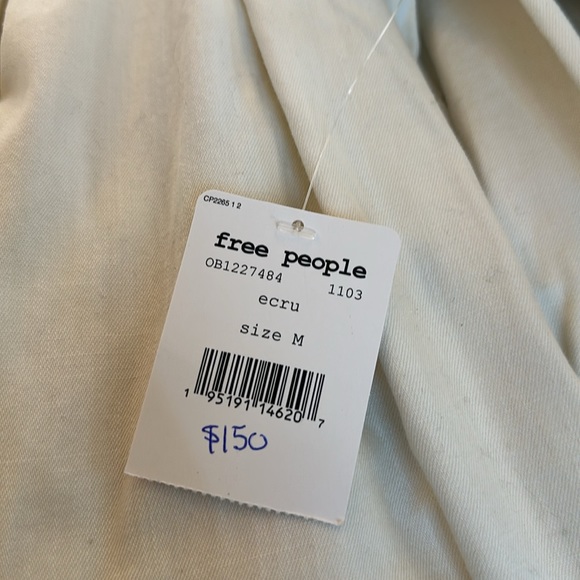 CP2265 1 2
free people
OB1227484 1103
ecru
size M
1 95191 14620 7
$150